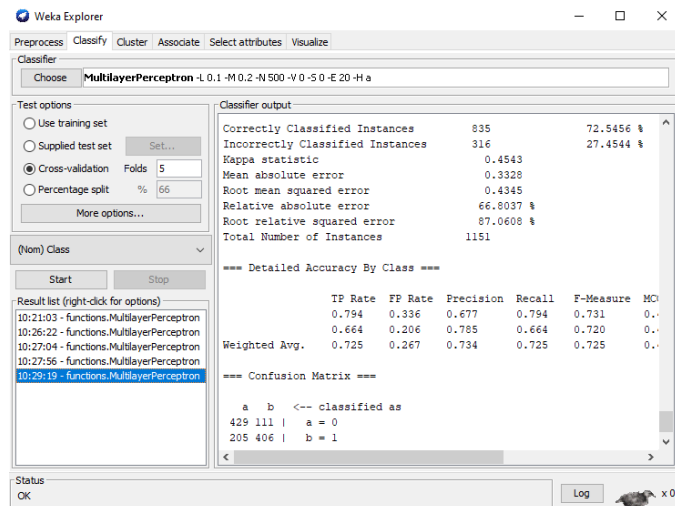 Weka Explorer
Preprocess Classify Cluster Associate Select attributes Visualize
Classifier
Choose MultilayerPerceptron -L 0.1 -M 0.2 -N 500 -V 0 -S 0 -E 20 -H a
Test options
Use training set
Supplied test set Set...
Cross-validation Folds 5
Percentage split % 66
More options...
(Nom) Class
Start Stop
Result list (right-click for options)
10:21:03 - functions.MultilayerPerceptron
10:26:22 - functions.MultilayerPerceptron
10:27:04 - functions.MultilayerPerceptron
10:27:56 - functions.MultilayerPerceptron
10:29:19 - functions.MultilayerPerceptron
Classifier output
Correctly Classified Instances 835 72.5456 %
Incorrectly Classified Instances 316 27.4544 %
Kappa statistic 0.4543
Mean absolute error 0.3328
Root mean squared error 0.4345
Relative absolute error 66.8037 %
Root relative squared error 87.0608 %
Total Number of Instances 1151
=== Detailed Accuracy By Class ===
TP Rate FP Rate Precision Recall F-Measure MC
0.794 0.336 0.677 0.794 0.731 0.
0.664 0.206 0.785 0.664 0.720 0.
Weighted Avg. 0.725 0.267 0.734 0.725 0.725 0.
=== Confusion Matrix ===
a b <-- classified as
429 111 | a = 0
205 406 | b = 1
Status
OK
Log x 0